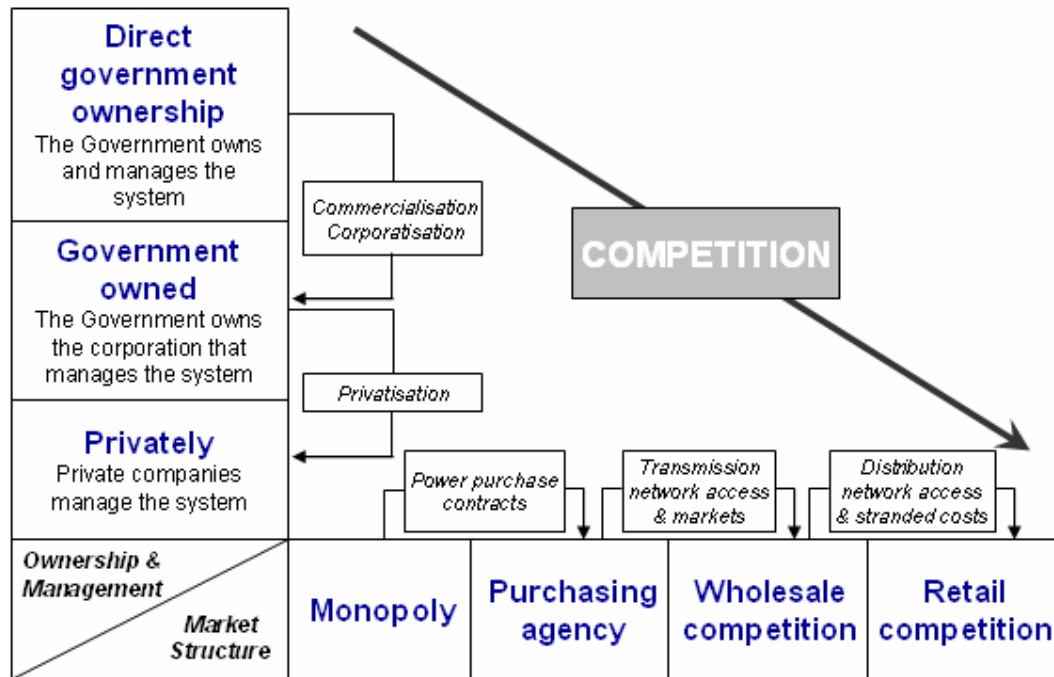 Direct
government
ownership
The Government owns
and manages the
system
Commercialisation
Corporatisation
COMPETITION
Government
owned
The Government owns
the corporation that
manages the system
Privatisation
Privately
Private companies
manage the system
Power purchase
contracts
Transmission
network access
& markets
Distribution
network access
& stranded costs
Ownership &
Management
Market
Structure
Monopoly
Purchasing
agency
Wholesale
competition
Retail
competition